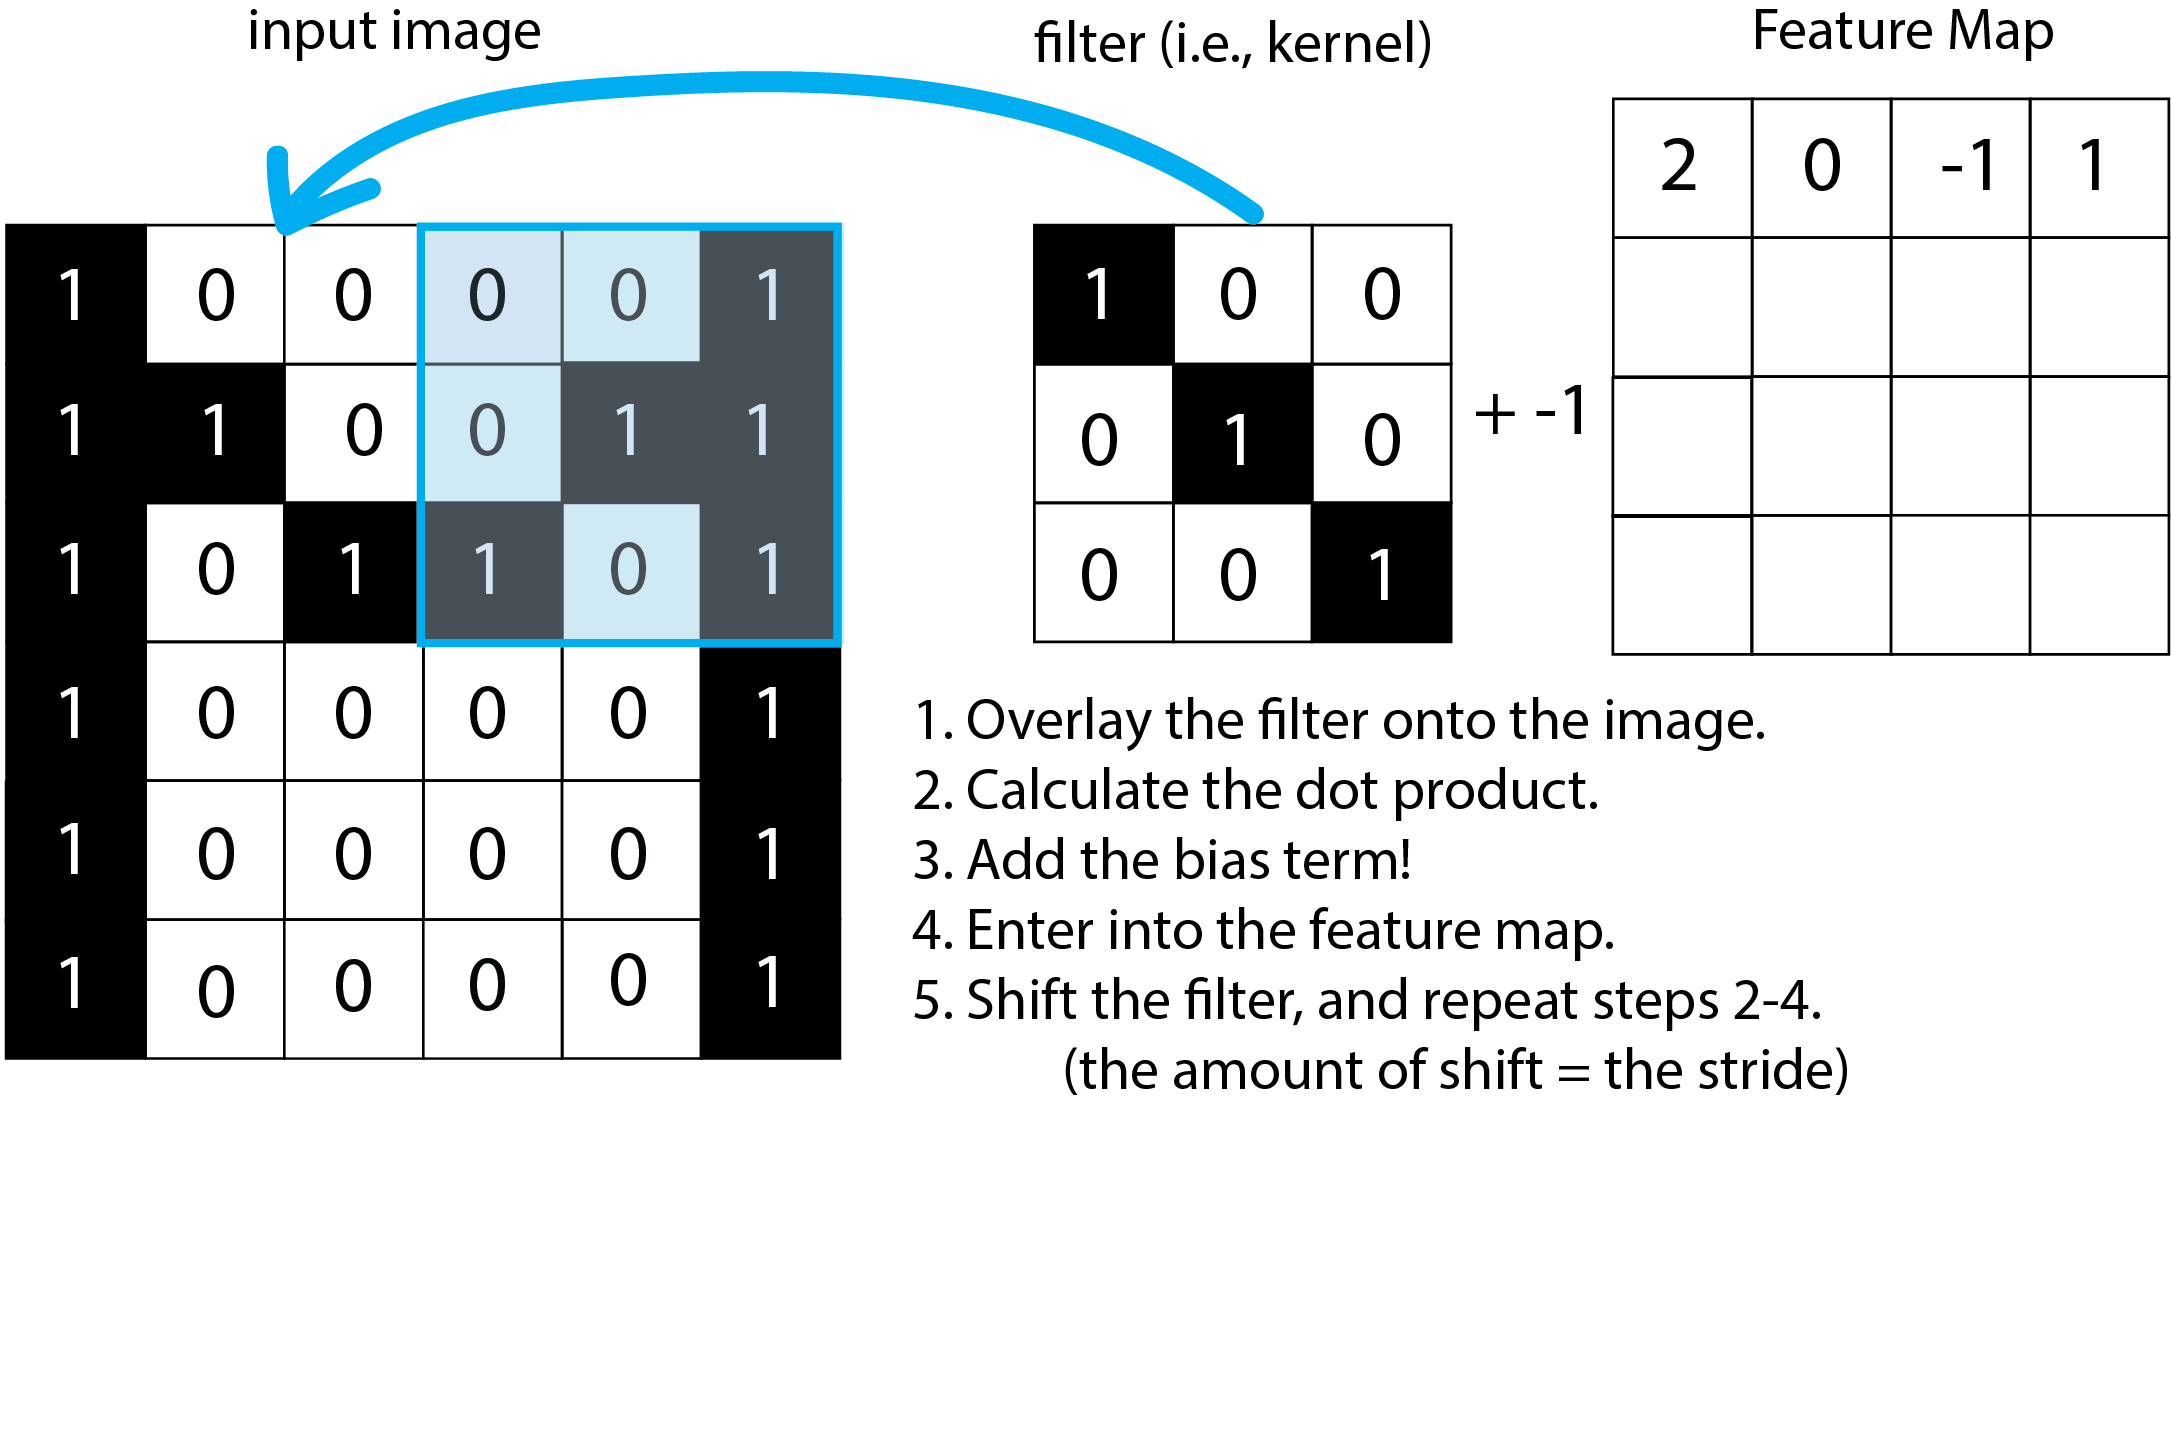 input image
filter (i.e., kernel)
Feature Map
1 0 0 0 0 1
1 1 0 0 1 1
1 0 1 1 0 1
1 0 0 0 0 1
1 0 0 0 0 1
1 0 0 0 0 1
1 0 0
0 1 0
0 0 1
+ -1
2 0 -1 1
1. Overlay the filter onto the image.
2. Calculate the dot product.
3. Add the bias term!
4. Enter into the feature map.
5. Shift the filter, and repeat steps 2-4.
(the amount of shift = the stride)